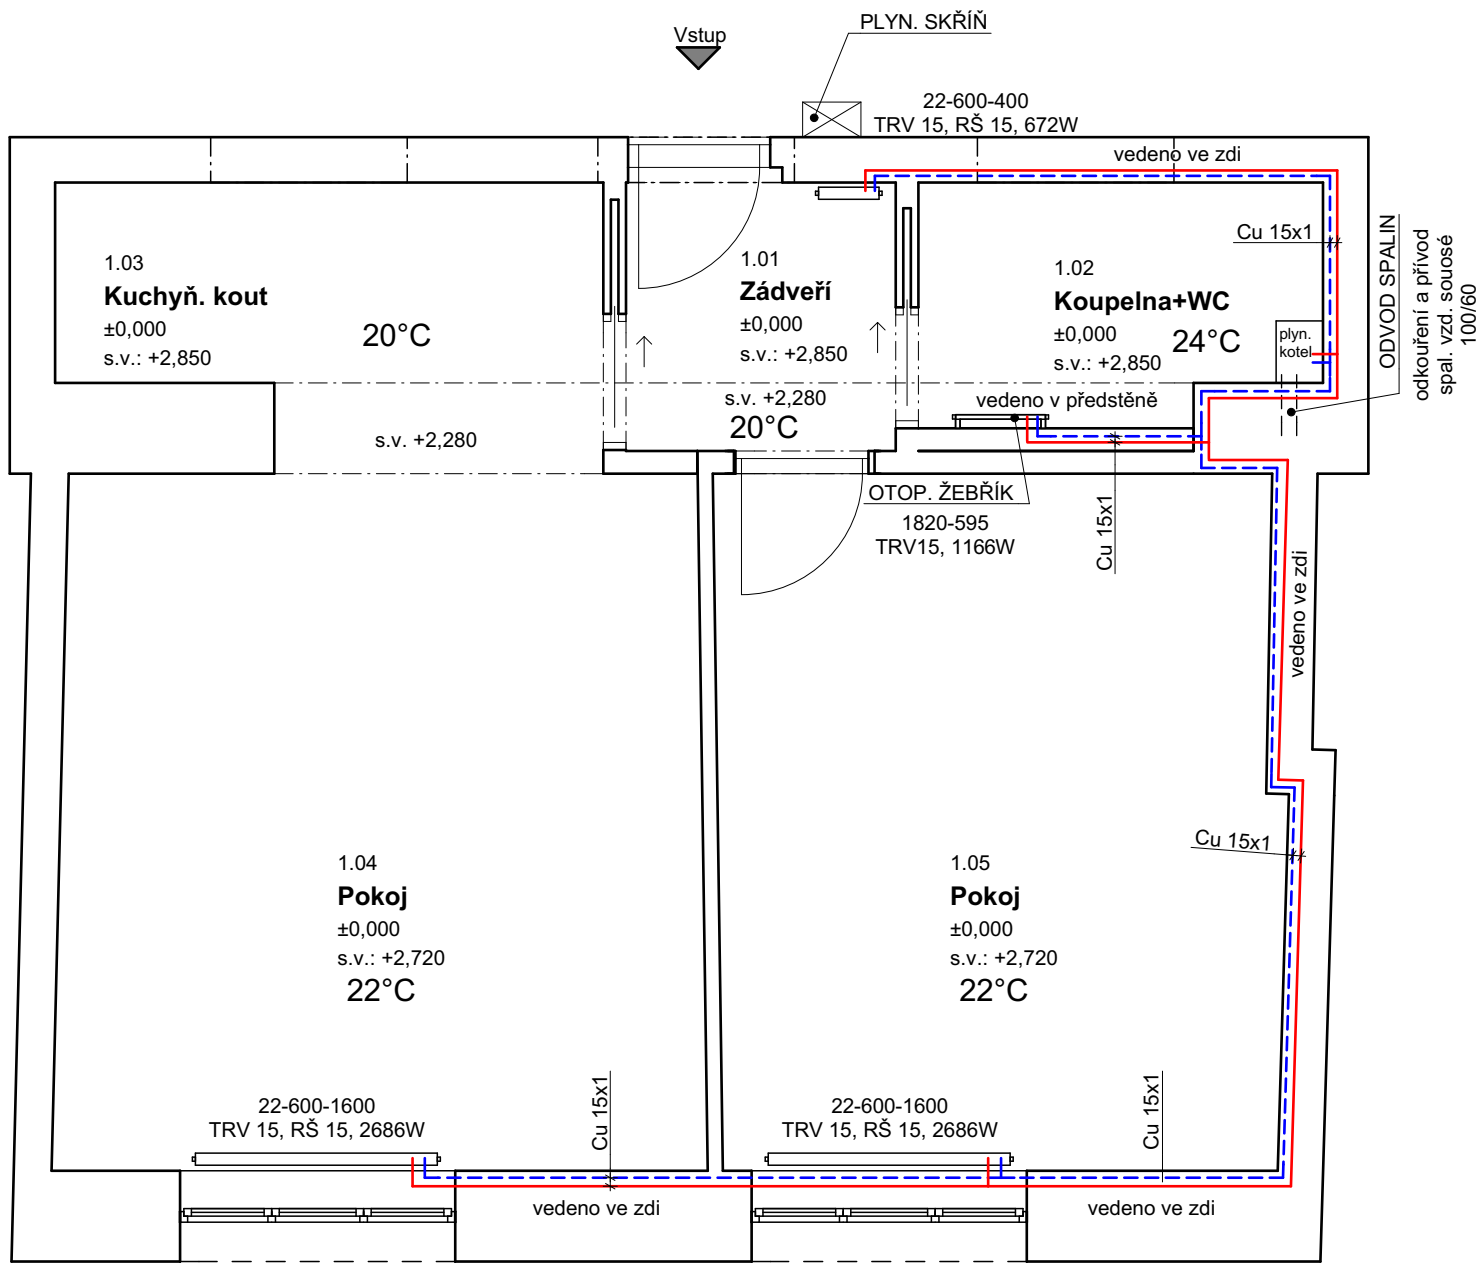 PLYN. SKŘÍŇ
Vstup
22-600-400
TRV 15, RŠ 15, 672W
vedeno ve zdi
Cu 15x1
ODVOD SPALIN
odkouření a přívod
spal. vzd. souosé
100/60
1.03
Kuchyň. kout
±0,000
s.v.: +2,850
20°C
1.01
Zádveří
±0,000
s.v.: +2,850
s.v. +2,280
20°C
1.02
Koupelna+WC
±0,000
s.v.: +2,850
24°C
plyn.
kotel
vedeno v předstěně
s.v. +2,280
OTOP. ŽEBŘÍK
1820-595
TRV15, 1166W
Cu 15x1
vedeno ve zdi
Cu 15x1
1.04
Pokoj
±0,000
s.v.: +2,720
22°C
1.05
Pokoj
±0,000
s.v.: +2,720
22°C
22-600-1600
TRV 15, RŠ 15, 2686W
Cu 15x1
22-600-1600
TRV 15, RŠ 15, 2686W
Cu 15x1
vedeno ve zdi
vedeno ve zdi